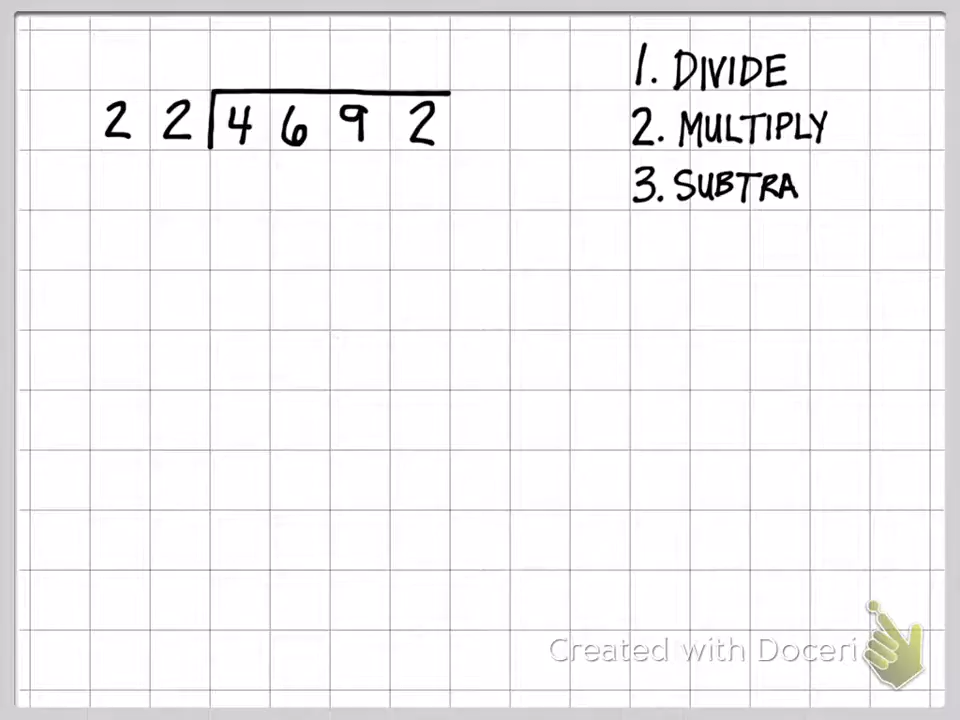 22|4692
1. DIVIDE
2. MULTIPLY
3. SUBTRA
Created with Doceri